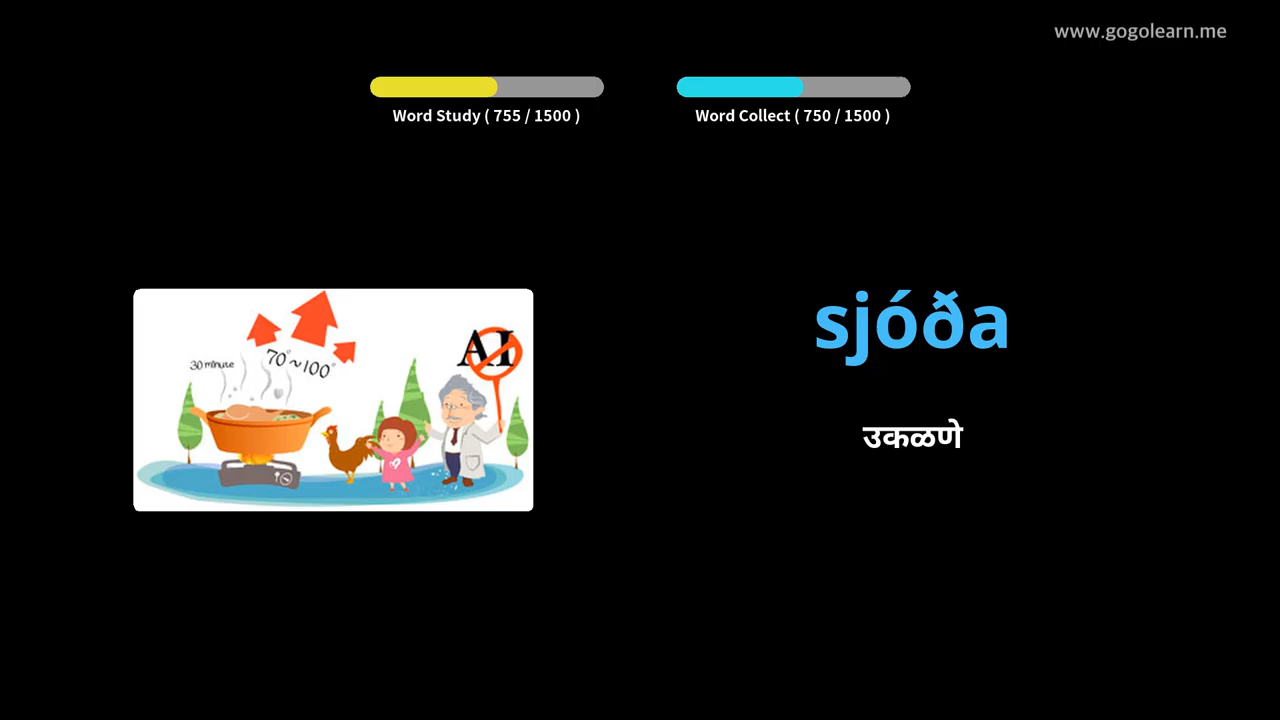 www.gogolearn.me
Word Study ( 755 / 1500 )
Word Collect ( 750 / 1500 )
30 minute
70°~100°
AI
sjóða
उकळणे